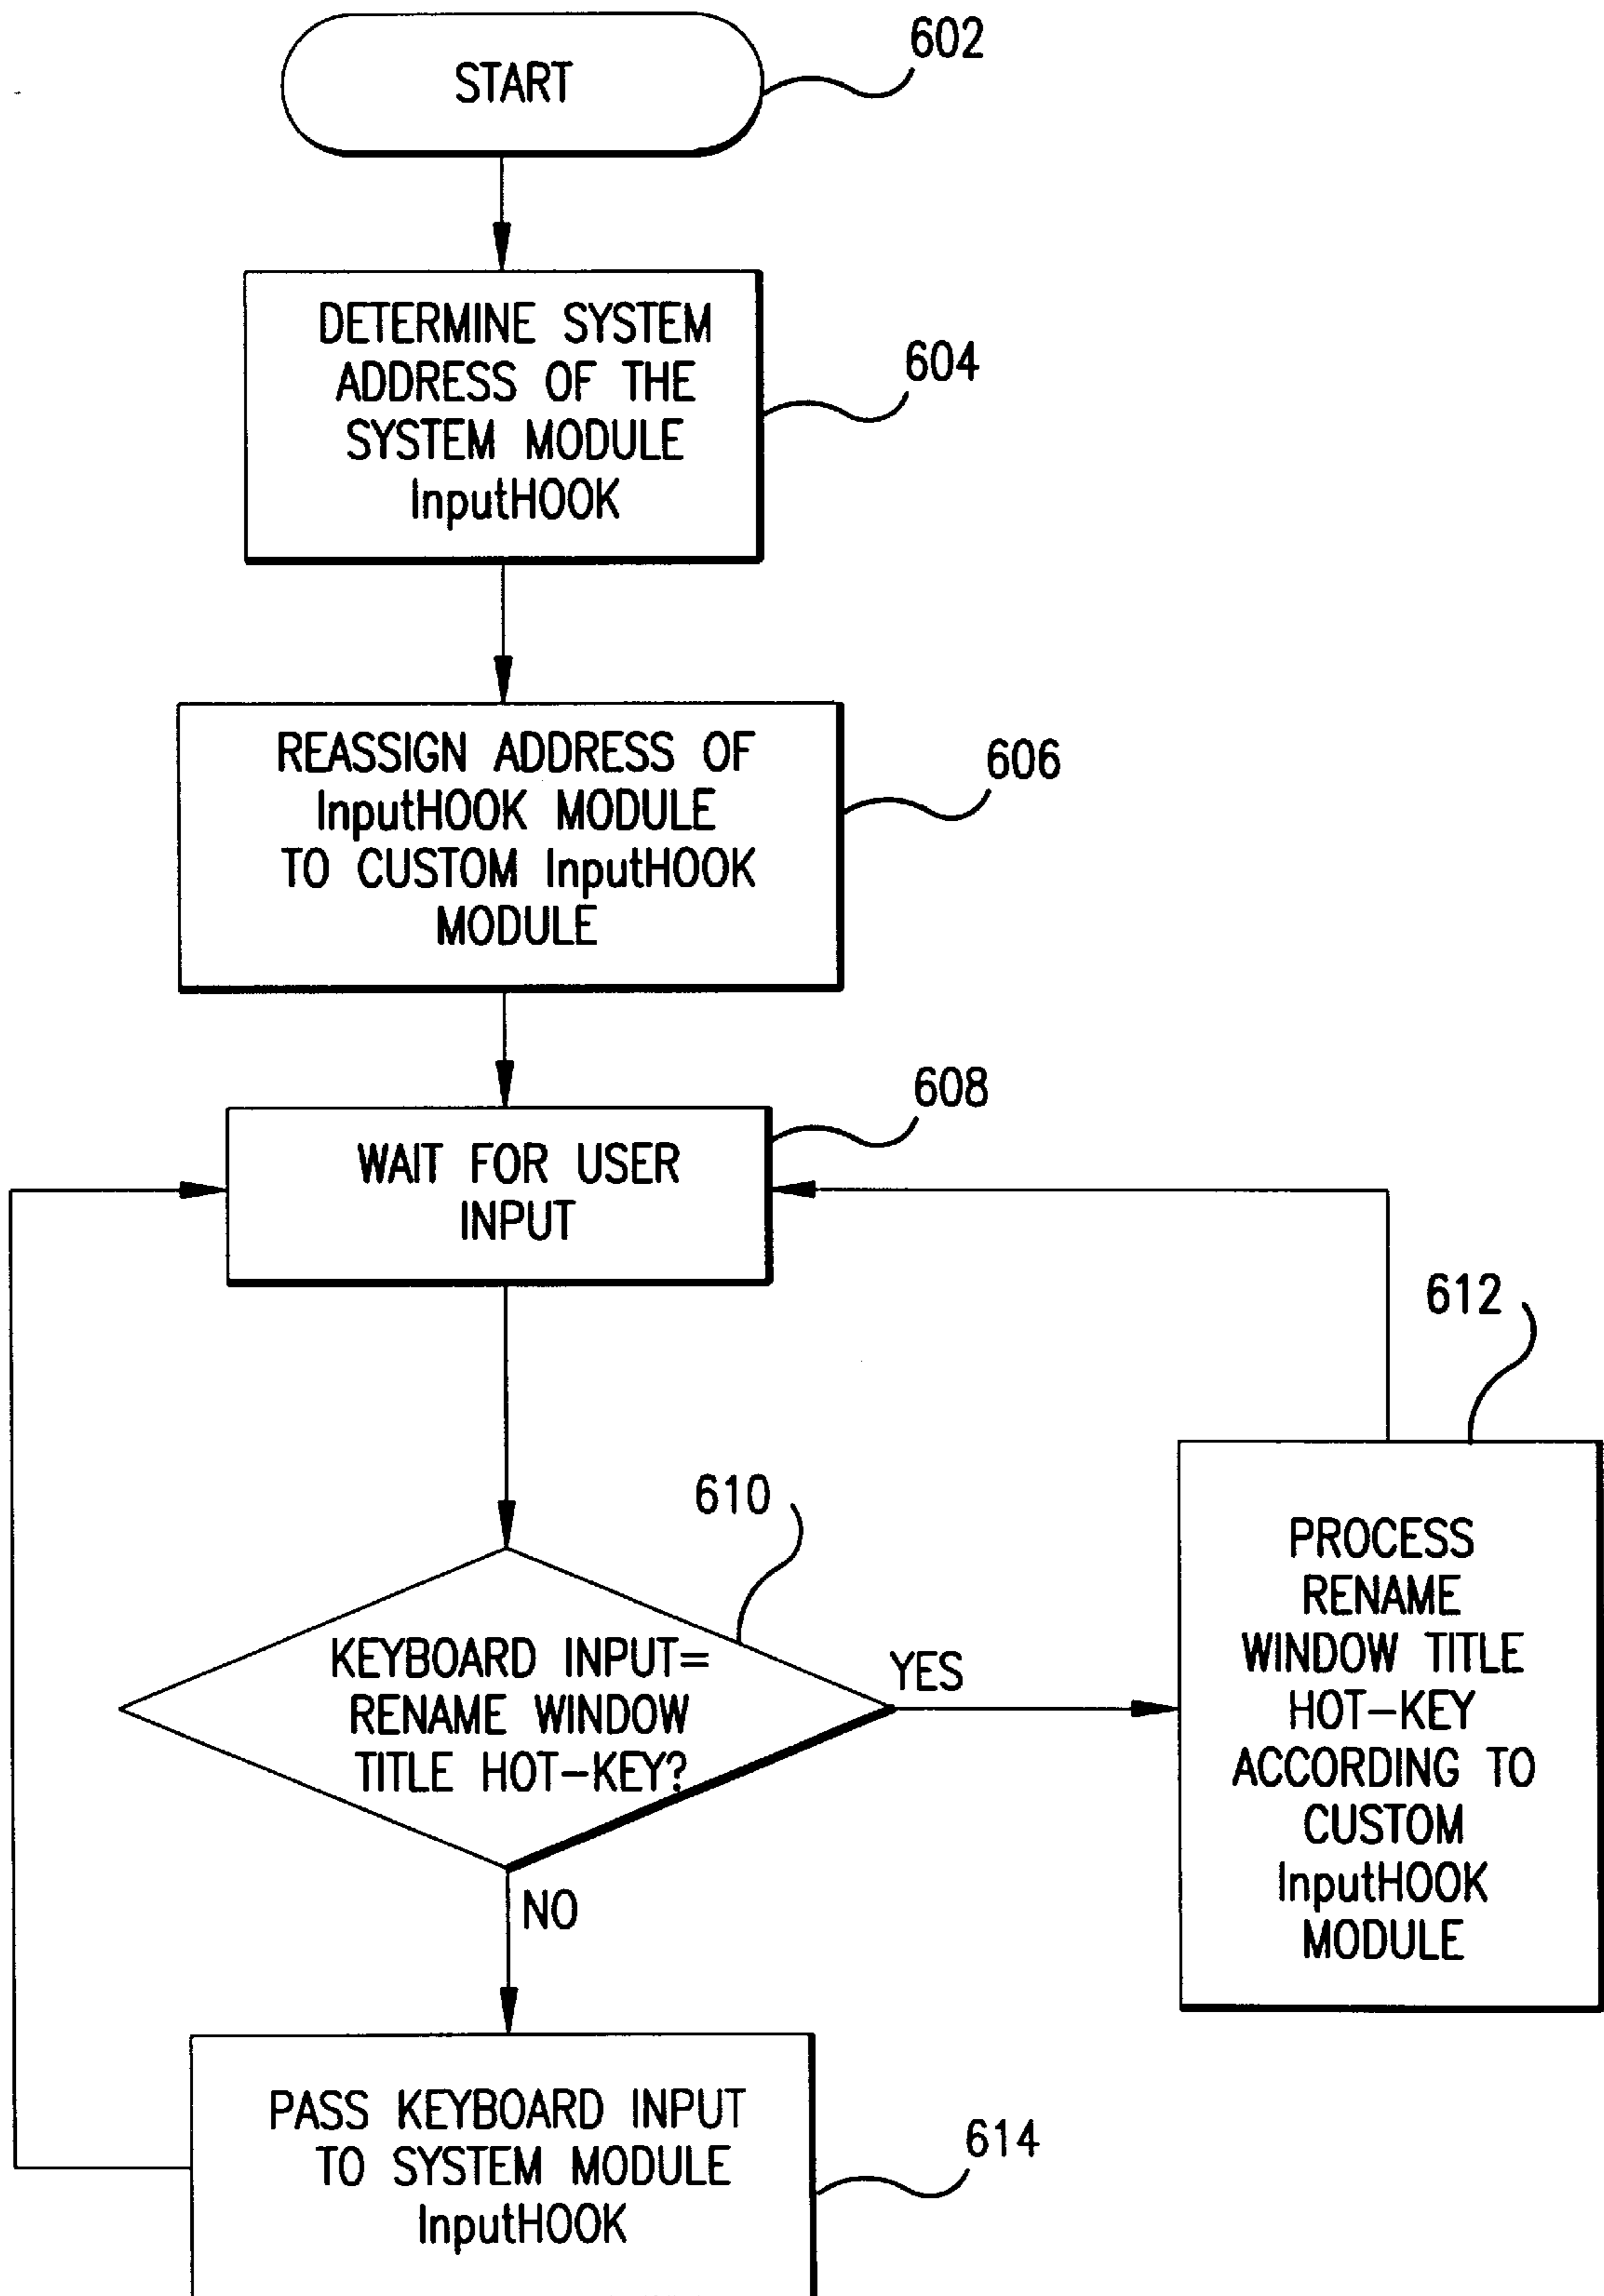 START
602
DETERMINE SYSTEM
ADDRESS OF THE
SYSTEM MODULE
InputHOOK
604
REASSIGN ADDRESS OF
InputHOOK MODULE
TO CUSTOM InputHOOK
MODULE
606
WAIT FOR USER
INPUT
608
KEYBOARD INPUT=
RENAME WINDOW
TITLE HOT-KEY?
610
YES
NO
PROCESS
RENAME
WINDOW TITLE
HOT-KEY
ACCORDING TO
CUSTOM
InputHOOK
MODULE
612
PASS KEYBOARD INPUT
TO SYSTEM MODULE
InputHOOK
614